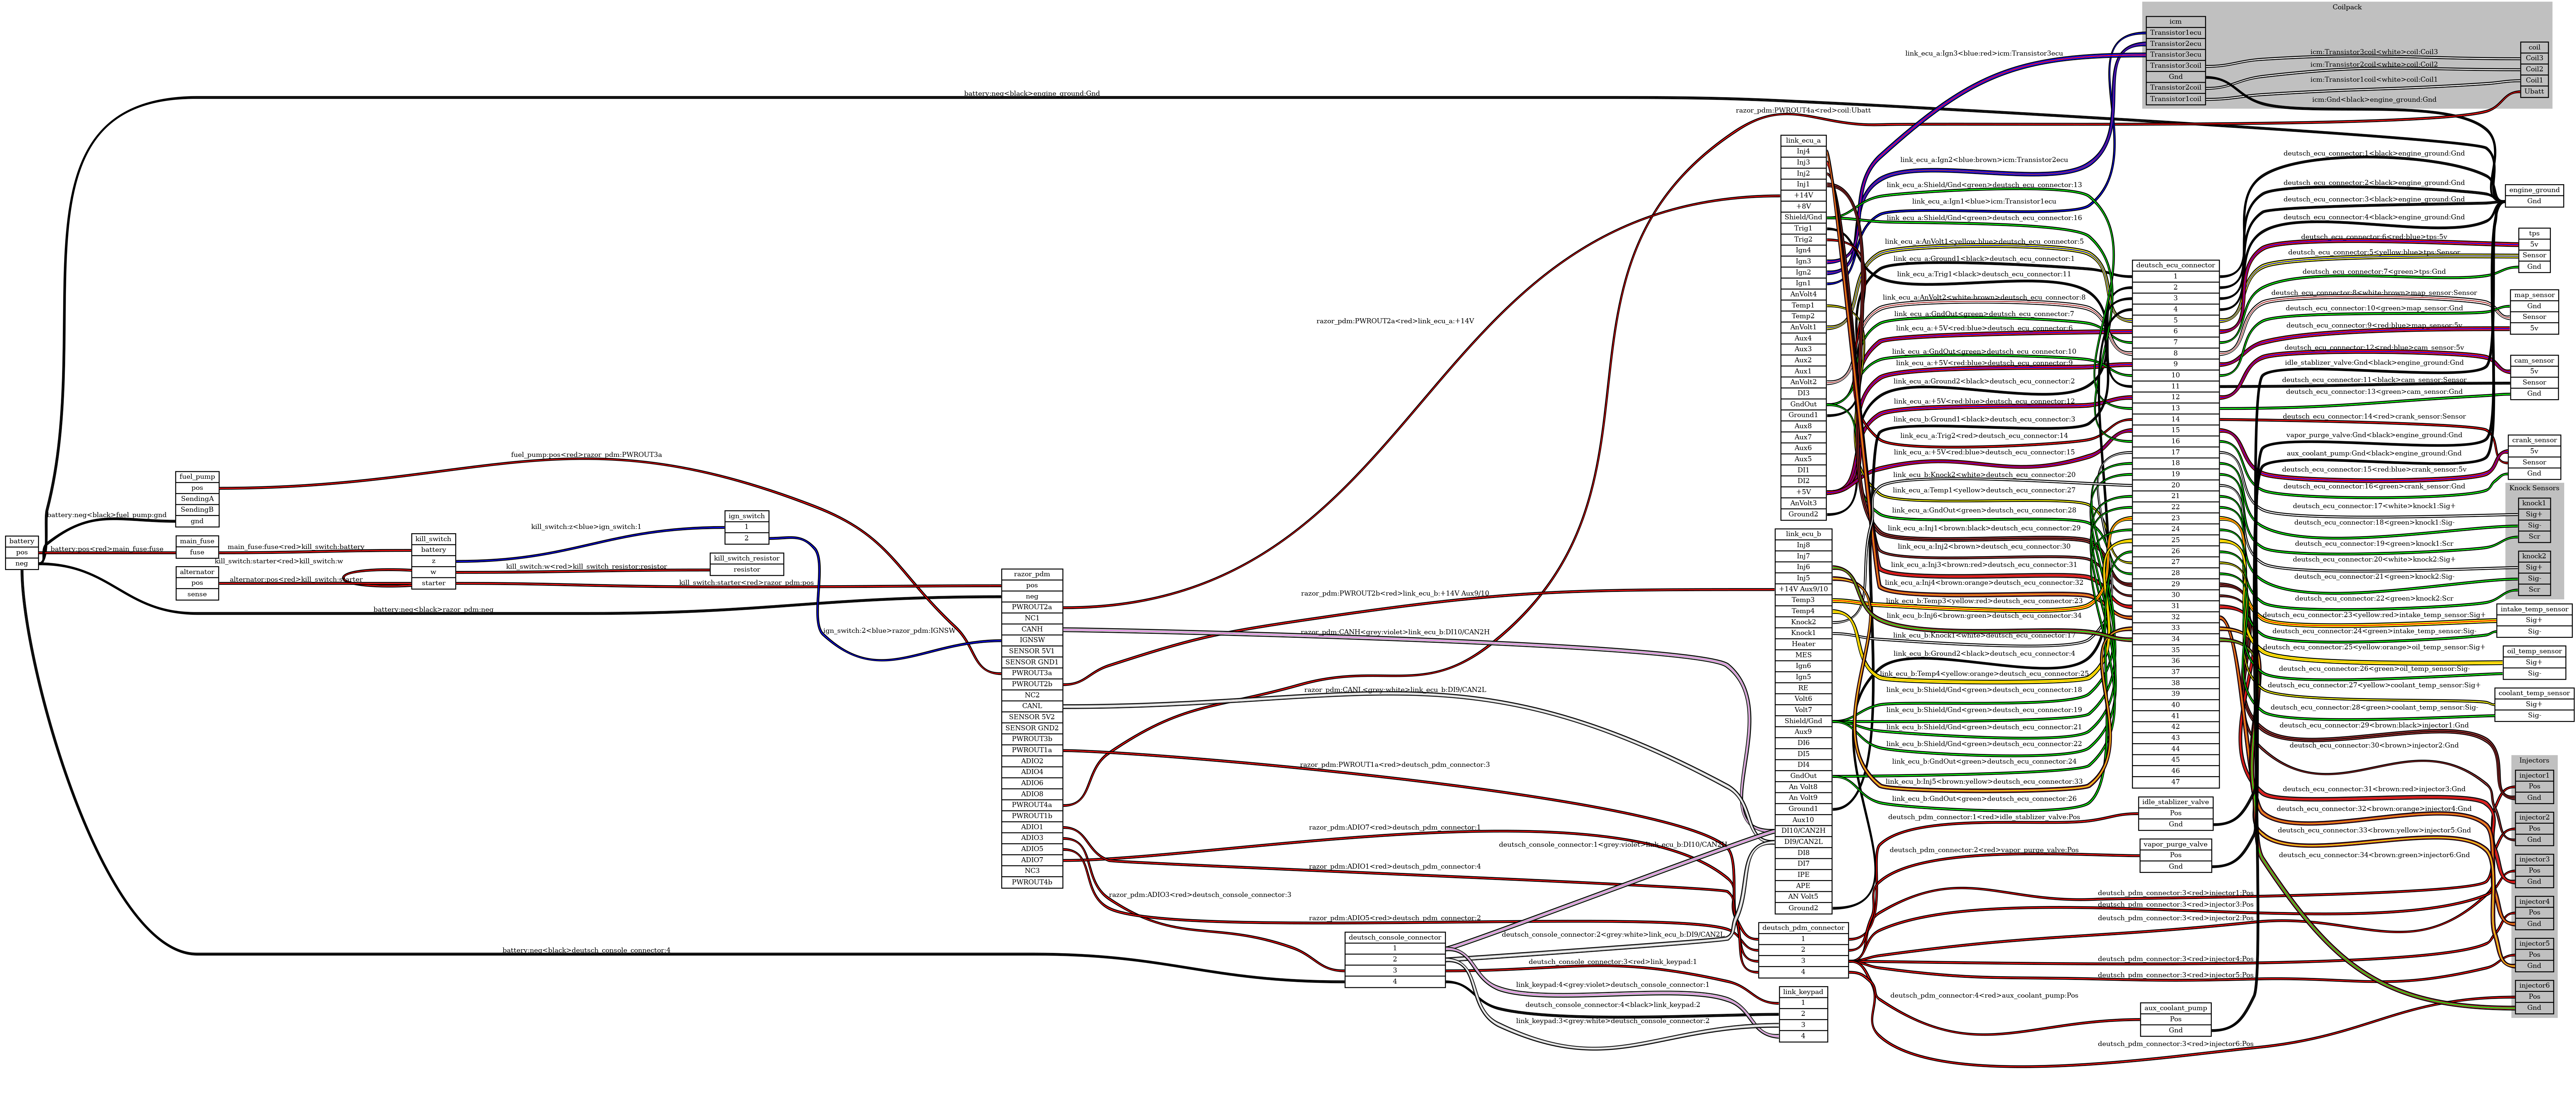 battery
pos
neg
battery:neg<black>engine_ground:Gnd
battery:neg<black>fuel_pump:gnd
battery:pos<red>main_fuse:fuse
battery:neg<black>razor_pdm:neg
battery:neg<black>deutsch_console_connector:4
fuel_pump
pos
SendingA
SendingB
gnd
main_fuse
fuse
alternator
pos
sense
fuel_pump:pos<red>razor_pdm:PWROUT3a
main_fuse:fuse<red>kill_switch:battery
kill_switch:starter<red>kill_switch:w
alternator:pos<red>kill_switch:starter
kill_switch
battery
z
w
starter
kill_switch:z<blue>ign_switch:1
kill_switch:w<red>kill_switch_resistor:resistor
kill_switch:starter<red>razor_pdm:pos
ign_switch
1
2
kill_switch_resistor
resistor
ign_switch:2<blue>razor_pdm:IGNSW
razor_pdm
pos
neg
PWROUT2a
NC1
CANH
IGNSW
SENSOR 5V1
SENSOR GND1
PWROUT3a
PWROUT2b
NC2
CANL
SENSOR 5V2
SENSOR GND2
PWROUT3b
PWROUT1a
ADIO2
ADIO4
ADIO6
ADIO8
PWROUT4a
PWROUT1b
ADIO1
ADIO3
ADIO5
ADIO7
NC3
PWROUT4b
razor_pdm:PWROUT4a<red>coil:Ubatt
razor_pdm:PWROUT2a<red>link_ecu_a:+14V
razor_pdm:PWROUT2b<red>link_ecu_b:+14V Aux9/10
razor_pdm:CANH<grey:violet>link_ecu_b:DI10/CAN2H
razor_pdm:CANL<grey:white>link_ecu_b:DI9/CAN2L
razor_pdm:PWROUT1a<red>deutsch_pdm_connector:3
razor_pdm:ADIO7<red>deutsch_pdm_connector:1
razor_pdm:ADIO1<red>deutsch_pdm_connector:4
razor_pdm:ADIO3<red>deutsch_console_connector:3
razor_pdm:ADIO5<red>deutsch_pdm_connector:2
deutsch_console_connector
1
2
3
4
deutsch_console_connector:1<grey:violet>link_ecu_b:DI10/CAN2H
deutsch_console_connector:2<grey:white>link_ecu_b:DI9/CAN2L
deutsch_console_connector:3<red>link_keypad:1
link_keypad:4<grey:violet>deutsch_console_connector:1
deutsch_console_connector:4<black>link_keypad:2
link_keypad:3<grey:white>deutsch_console_connector:2
link_ecu_a
Inj4
Inj3
Inj2
Inj1
+14V
+8V
Shield/Gnd
Trig1
Trig2
Ign4
Ign3
Ign2
Ign1
AnVolt4
Temp1
Temp2
AnVolt1
Aux4
Aux3
Aux2
Aux1
AnVolt2
DI3
GndOut
Ground1
Aux8
Aux7
Aux6
Aux5
DI1
DI2
+5V
AnVolt3
Ground2
link_ecu_b
Inj8
Inj7
Inj6
Inj5
+14V Aux9/10
Temp3
Temp4
Knock2
Knock1
Heater
MES
Ign6
Ign5
RE
Volt6
Volt7
Shield/Gnd
Aux9
DI6
DI5
DI4
GndOut
An Volt8
An Volt9
Ground1
Aux10
DI10/CAN2H
DI9/CAN2L
DI8
DI7
IPE
APE
AN Volt5
Ground2
deutsch_pdm_connector
1
2
3
4
link_keypad
1
2
3
4
link_ecu_a:Ign3<blue:red>icm:Transistor3ecu
link_ecu_a:Ign2<blue:brown>icm:Transistor2ecu
link_ecu_a:Shield/Gnd<green>deutsch_ecu_connector:13
link_ecu_a:Ign1<blue>icm:Transistor1ecu
link_ecu_a:Shield/Gnd<green>deutsch_ecu_connector:16
link_ecu_a:AnVolt1<yellow:blue>deutsch_ecu_connector:5
link_ecu_a:Ground1<black>deutsch_ecu_connector:1
link_ecu_a:Trig1<black>deutsch_ecu_connector:11
link_ecu_a:AnVolt2<white:brown>deutsch_ecu_connector:8
link_ecu_a:GndOut<green>deutsch_ecu_connector:7
link_ecu_a:+5V<red:blue>deutsch_ecu_connector:6
link_ecu_a:GndOut<green>deutsch_ecu_connector:10
link_ecu_a:+5V<red:blue>deutsch_ecu_connector:9
link_ecu_a:Ground2<black>deutsch_ecu_connector:2
link_ecu_a:+5V<red:blue>deutsch_ecu_connector:12
link_ecu_b:Ground1<black>deutsch_ecu_connector:3
link_ecu_a:Trig2<red>deutsch_ecu_connector:14
link_ecu_a:+5V<red:blue>deutsch_ecu_connector:15
link_ecu_b:Knock2<white>deutsch_ecu_connector:20
link_ecu_a:Temp1<yellow>deutsch_ecu_connector:27
link_ecu_a:GndOut<green>deutsch_ecu_connector:28
link_ecu_a:Inj1<brown:black>deutsch_ecu_connector:29
link_ecu_a:Inj2<brown>deutsch_ecu_connector:30
link_ecu_a:Inj3<brown:red>deutsch_ecu_connector:31
link_ecu_a:Inj4<brown:orange>deutsch_ecu_connector:32
link_ecu_b:Temp3<yellow:red>deutsch_ecu_connector:23
link_ecu_b:Inj6<brown:green>deutsch_ecu_connector:34
link_ecu_b:Knock1<white>deutsch_ecu_connector:17
link_ecu_b:Ground2<black>deutsch_ecu_connector:4
link_ecu_b:Temp4<yellow:orange>deutsch_ecu_connector:25
link_ecu_b:Shield/Gnd<green>deutsch_ecu_connector:18
link_ecu_b:Shield/Gnd<green>deutsch_ecu_connector:19
link_ecu_b:Shield/Gnd<green>deutsch_ecu_connector:21
link_ecu_b:Shield/Gnd<green>deutsch_ecu_connector:22
link_ecu_b:GndOut<green>deutsch_ecu_connector:24
link_ecu_b:Inj5<brown:yellow>deutsch_ecu_connector:33
link_ecu_b:GndOut<green>deutsch_ecu_connector:26
deutsch_pdm_connector:1<red>idle_stablizer_valve:Pos
deutsch_pdm_connector:2<red>vapor_purge_valve:Pos
deutsch_pdm_connector:3<red>injector1:Pos
deutsch_pdm_connector:3<red>injector3:Pos
deutsch_pdm_connector:3<red>injector2:Pos
deutsch_pdm_connector:3<red>injector4:Pos
deutsch_pdm_connector:3<red>injector5:Pos
deutsch_pdm_connector:4<red>aux_coolant_pump:Pos
deutsch_pdm_connector:3<red>injector6:Pos
Coilpack
icm
Transistor1ecu
Transistor2ecu
Transistor3ecu
Transistor3coil
Gnd
Transistor2coil
Transistor1coil
icm:Transistor3coil<white>coil:Coil3
icm:Transistor2coil<white>coil:Coil2
icm:Transistor1coil<white>coil:Coil1
icm:Gnd<black>engine_ground:Gnd
coil
Coil3
Coil2
Coil1
Ubatt
deutsch_ecu_connector
1
2
3
4
5
6
7
8
9
10
11
12
13
14
15
16
17
18
19
20
21
22
23
24
25
26
27
28
29
30
31
32
33
34
35
36
37
38
39
40
41
42
43
44
45
46
47
idle_stablizer_valve
Pos
Gnd
vapor_purge_valve
Pos
Gnd
aux_coolant_pump
Pos
Gnd
deutsch_ecu_connector:1<black>engine_ground:Gnd
deutsch_ecu_connector:2<black>engine_ground:Gnd
deutsch_ecu_connector:3<black>engine_ground:Gnd
deutsch_ecu_connector:4<black>engine_ground:Gnd
deutsch_ecu_connector:6<red:blue>tps:5v
deutsch_ecu_connector:5<yellow:blue>tps:Sensor
deutsch_ecu_connector:7<green>tps:Gnd
deutsch_ecu_connector:8<white:brown>map_sensor:Sensor
deutsch_ecu_connector:10<green>map_sensor:Gnd
deutsch_ecu_connector:9<red:blue>map_sensor:5v
deutsch_ecu_connector:12<red:blue>cam_sensor:5v
idle_stablizer_valve:Gnd<black>engine_ground:Gnd
deutsch_ecu_connector:11<black>cam_sensor:Sensor
deutsch_ecu_connector:13<green>cam_sensor:Gnd
deutsch_ecu_connector:14<red>crank_sensor:Sensor
vapor_purge_valve:Gnd<black>engine_ground:Gnd
aux_coolant_pump:Gnd<black>engine_ground:Gnd
deutsch_ecu_connector:15<red:blue>crank_sensor:5v
deutsch_ecu_connector:16<green>crank_sensor:Gnd
deutsch_ecu_connector:17<white>knock1:Sig+
deutsch_ecu_connector:18<green>knock1:Sig-
deutsch_ecu_connector:19<green>knock1:Scr
deutsch_ecu_connector:20<white>knock2:Sig+
deutsch_ecu_connector:21<green>knock2:Sig-
deutsch_ecu_connector:22<green>knock2:Scr
deutsch_ecu_connector:23<yellow:red>intake_temp_sensor:Sig+
deutsch_ecu_connector:24<green>intake_temp_sensor:Sig-
deutsch_ecu_connector:25<yellow:orange>oil_temp_sensor:Sig+
deutsch_ecu_connector:26<green>oil_temp_sensor:Sig-
deutsch_ecu_connector:27<yellow>coolant_temp_sensor:Sig+
deutsch_ecu_connector:28<green>coolant_temp_sensor:Sig-
deutsch_ecu_connector:29<brown:black>injector1:Gnd
deutsch_ecu_connector:30<brown>injector2:Gnd
deutsch_ecu_connector:31<brown:red>injector3:Gnd
deutsch_ecu_connector:32<brown:orange>injector4:Gnd
deutsch_ecu_connector:33<brown:yellow>injector5:Gnd
deutsch_ecu_connector:34<brown:green>injector6:Gnd
engine_ground
Gnd
tps
5v
Sensor
Gnd
map_sensor
Gnd
Sensor
5v
cam_sensor
5v
Sensor
Gnd
crank_sensor
5v
Sensor
Gnd
Knock Sensors
knock1
Sig+
Sig-
Scr
knock2
Sig+
Sig-
Scr
intake_temp_sensor
Sig+
Sig-
oil_temp_sensor
Sig+
Sig-
coolant_temp_sensor
Sig+
Sig-
Injectors
injector1
Pos
Gnd
injector2
Pos
Gnd
injector3
Pos
Gnd
injector4
Pos
Gnd
injector5
Pos
Gnd
injector6
Pos
Gnd